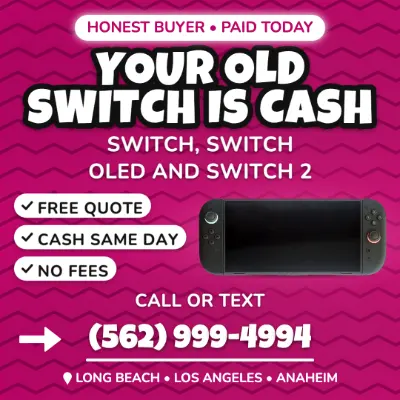 HONEST BUYER • PAID TODAY
YOUR OLD
SWITCH IS CASH
SWITCH, SWITCH
OLED AND SWITCH 2
FREE QUOTE
CASH SAME DAY
NO FEES
CALL OR TEXT
(562) 999-4994
LONG BEACH • LOS ANGELES • ANAHEIM